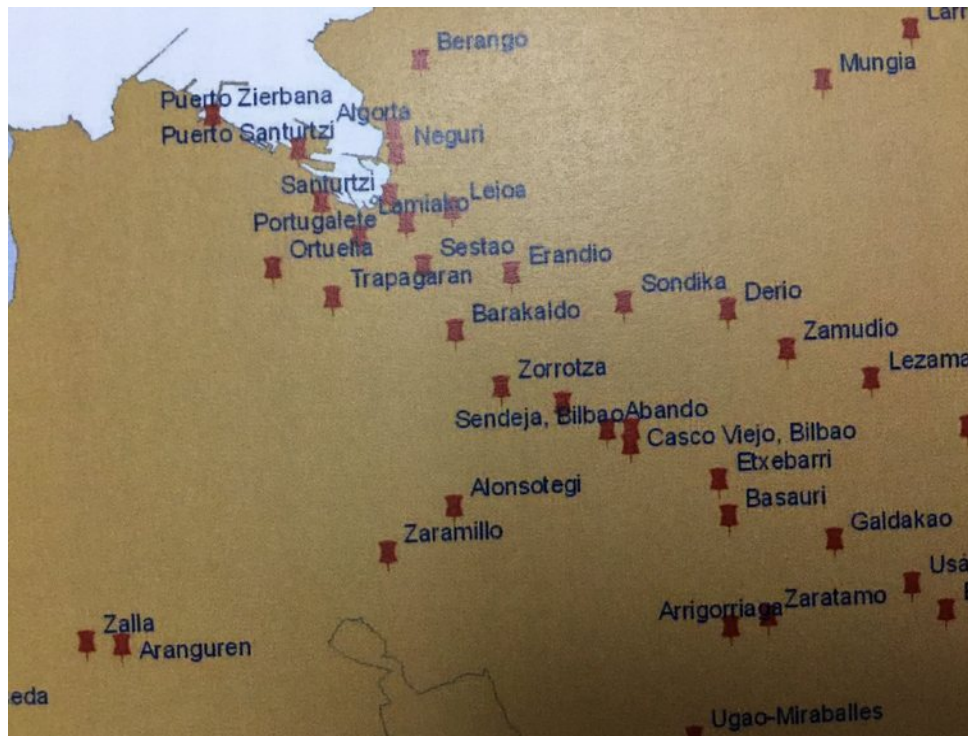 Larr
Berango
Mungia
Puerto Zierbana
Algorta
Puerto Santurtzi
Neguri
Santurtzi
Leioa
Lamiako
Portugalete
Ortuella
Sestao
Erandio
Trapagaran
Sondika
Derio
Barakaldo
Zamudio
Lezama
Zorrotza
Sendeja, Bilbao
Abando
Casco Viejo, Bilbao
Etxebarri
Alonsotegi
Basauri
Galdakao
Zaramillo
Usa
Zaratamo
Arrigorriaga
Zalla
Aranguren
eda
Ugao-Miraballes